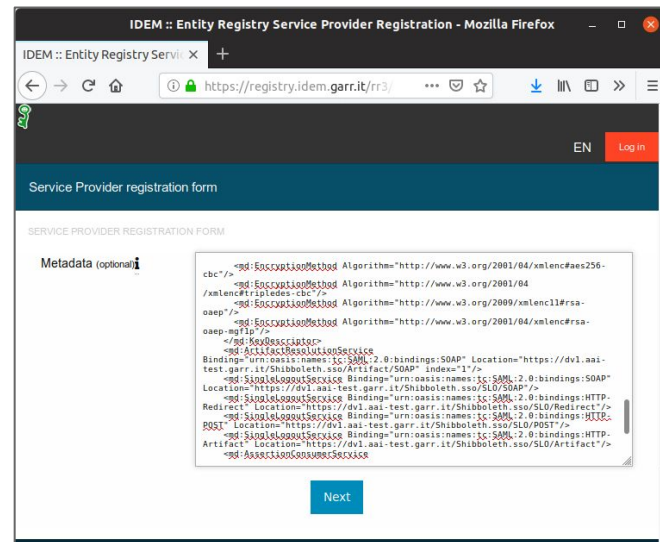 IDEM :: Entity Registry Service Provider Registration - Mozilla Firefox
IDEM :: Entity Registry Servic
https://registry.idem.garr.it/rr3/
EN
Log in
Service Provider registration form
SERVICE PROVIDER REGISTRATION FORM
Metadata (optional)
<md:EncryptionMethod Algorithm="http://www.w3.org/2001/04/xmlenc#aes256-
cbc"/>
<md:EncryptionMethod Algorithm="http://www.w3.org/2001/04
/xmlenc#tripledes-cbc"/>
<md:EncryptionMethod Algorithm="http://www.w3.org/2009/xmlenc11#rsa-
oaep"/>
<md:EncryptionMethod Algorithm="http://www.w3.org/2001/04/xmlenc#rsa-
oaep-mgf1p"/>
</md:KeyDescriptor>
<md:ArtifactResolutionService
Binding="urn:oasis:names:tc:SAML:2.0:bindings:SOAP" Location="https://dv1.aai-
test.garr.it/Shibboleth.sso/Artifact/SOAP" index="1"/>
<md:SingleLogoutService Binding="urn:oasis:names:tc:SAML:2.0:bindings:SOAP"
Location="https://dv1.aai-test.garr.it/Shibboleth.sso/SLO/SOAP"/>
<md:SingleLogoutService Binding="urn:oasis:names:tc:SAML:2.0:bindings:HTTP-
Redirect" Location="https://dv1.aai-test.garr.it/Shibboleth.sso/SLO/Redirect"/>
<md:SingleLogoutService Binding="urn:oasis:names:tc:SAML:2.0:bindings:HTTP-
POST" Location="https://dv1.aai-test.garr.it/Shibboleth.sso/SLO/POST"/>
<md:SingleLogoutService Binding="urn:oasis:names:tc:SAML:2.0:bindings:HTTP-
Artifact" Location="https://dv1.aai-test.garr.it/Shibboleth.sso/SLO/Artifact"/>
<md:AssertionConsumerService
Next